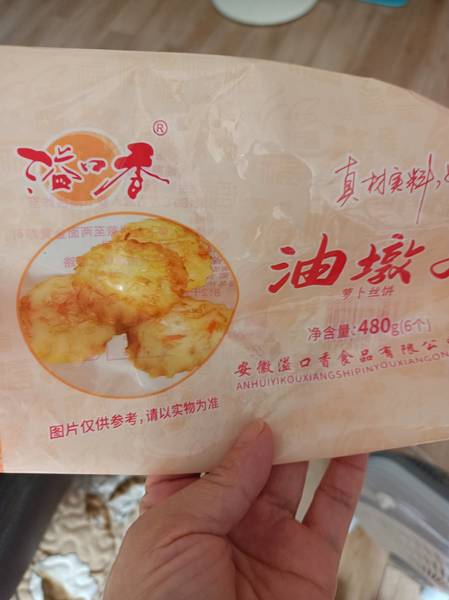 溢口香®
真材实料,
油墩
萝卜丝饼
净含量:480g(6个)
安徽溢口香食品有限公
ANHUIYIKOUXIANGSHIPINYOUXIANGON
图片仅供参考,请以实物为准